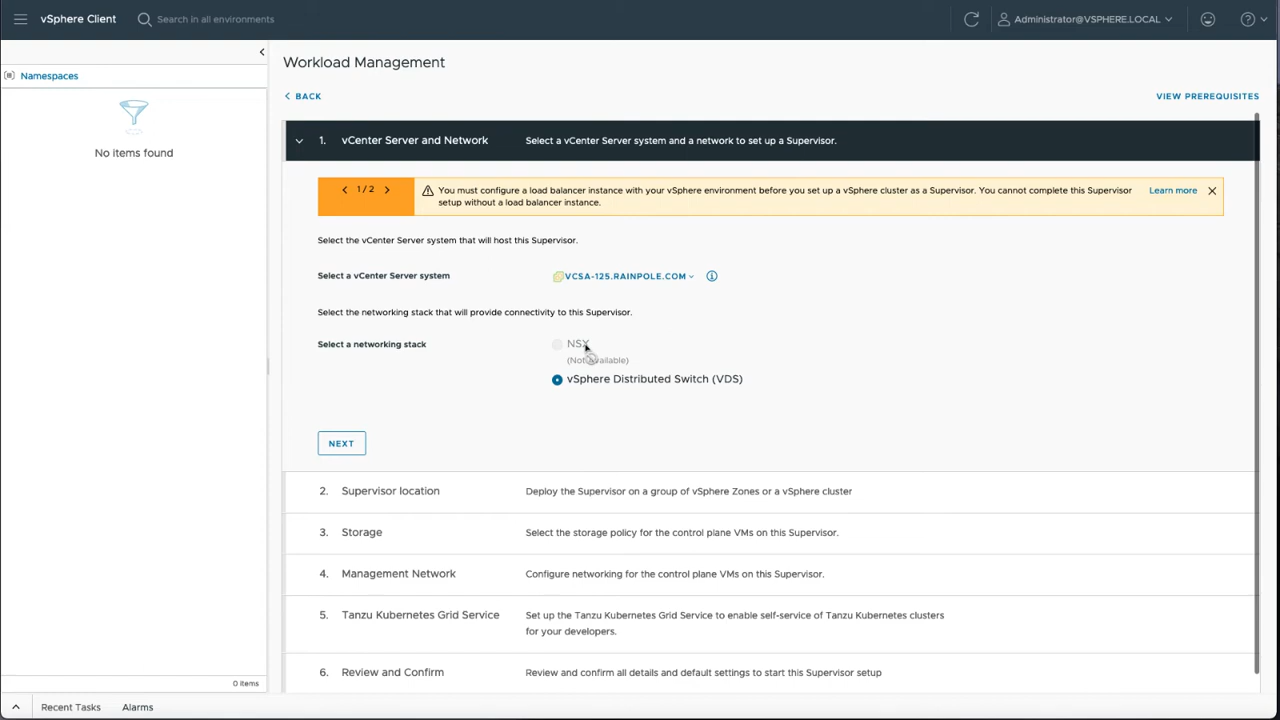 vSphere Client
Search in all environments
Administrator@VSPHERE.LOCAL
Namespaces
No items found
0 items
Workload Management
BACK
VIEW PREREQUISITES
1. vCenter Server and Network Select a vCenter Server system and a network to set up a Supervisor.
1 / 2
You must configure a load balancer instance with your vSphere environment before you set up a vSphere cluster as a Supervisor. You cannot complete this Supervisor
setup without a load balancer instance.
Learn more
Select the vCenter Server system that will host this Supervisor.
Select a vCenter Server system VCSA-125.RAINPOLE.COM
Select the networking stack that will provide connectivity to this Supervisor.
Select a networking stack NSX
(Not Available)
vSphere Distributed Switch (VDS)
NEXT
2. Supervisor location Deploy the Supervisor on a group of vSphere Zones or a vSphere cluster
3. Storage Select the storage policy for the control plane VMs on this Supervisor.
4. Management Network Configure networking for the control plane VMs on this Supervisor.
5. Tanzu Kubernetes Grid Service Set up the Tanzu Kubernetes Grid Service to enable self-service of Tanzu Kubernetes clusters
for your developers.
6. Review and Confirm Review and confirm all details and default settings to start this Supervisor setup
Recent Tasks Alarms